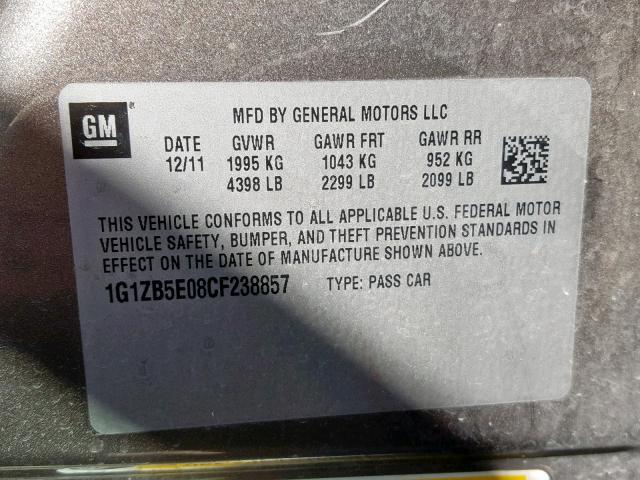 GM
MFD BY GENERAL MOTORS LLC
DATE GVWR GAWR FRT GAWR RR
12/11 1995 KG 1043 KG 952 KG
4398 LB 2299 LB 2099 LB
THIS VEHICLE CONFORMS TO ALL APPLICABLE U.S. FEDERAL MOTOR
VEHICLE SAFETY, BUMPER, AND THEFT PREVENTION STANDARDS IN
EFFECT ON THE DATE OF MANUFACTURE SHOWN ABOVE.
1G1ZB5E08CF238857 TYPE: PASS CAR